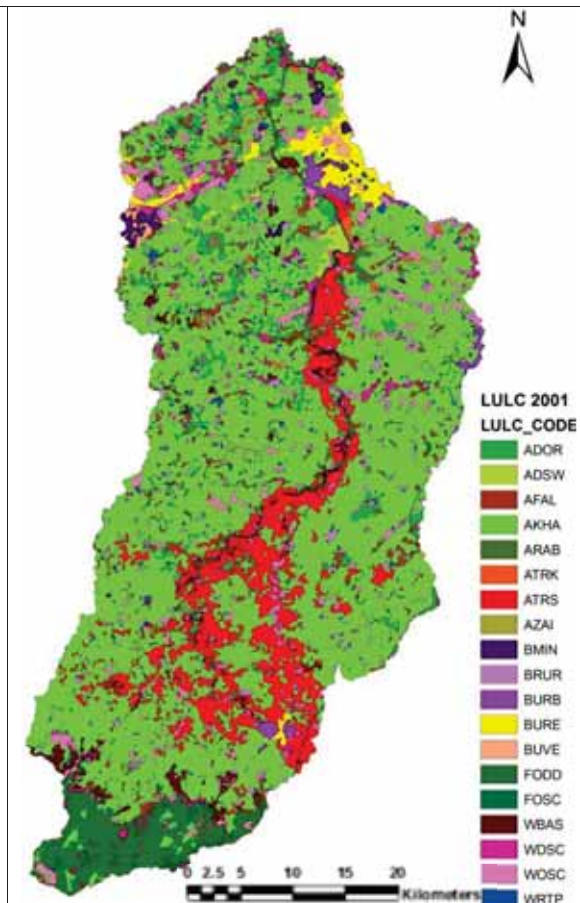 N
LULC 2001
LULC_CODE
ADOR
ADSW
AFAL
AKHA
ARAB
ATRK
ATRS
AZAI
BMIN
BRUR
BURB
BURE
BUVE
FODD
FOSC
WBAS
WDSC
WOSC
WRTP
0 2.5 5 10 15 20
Kilometers